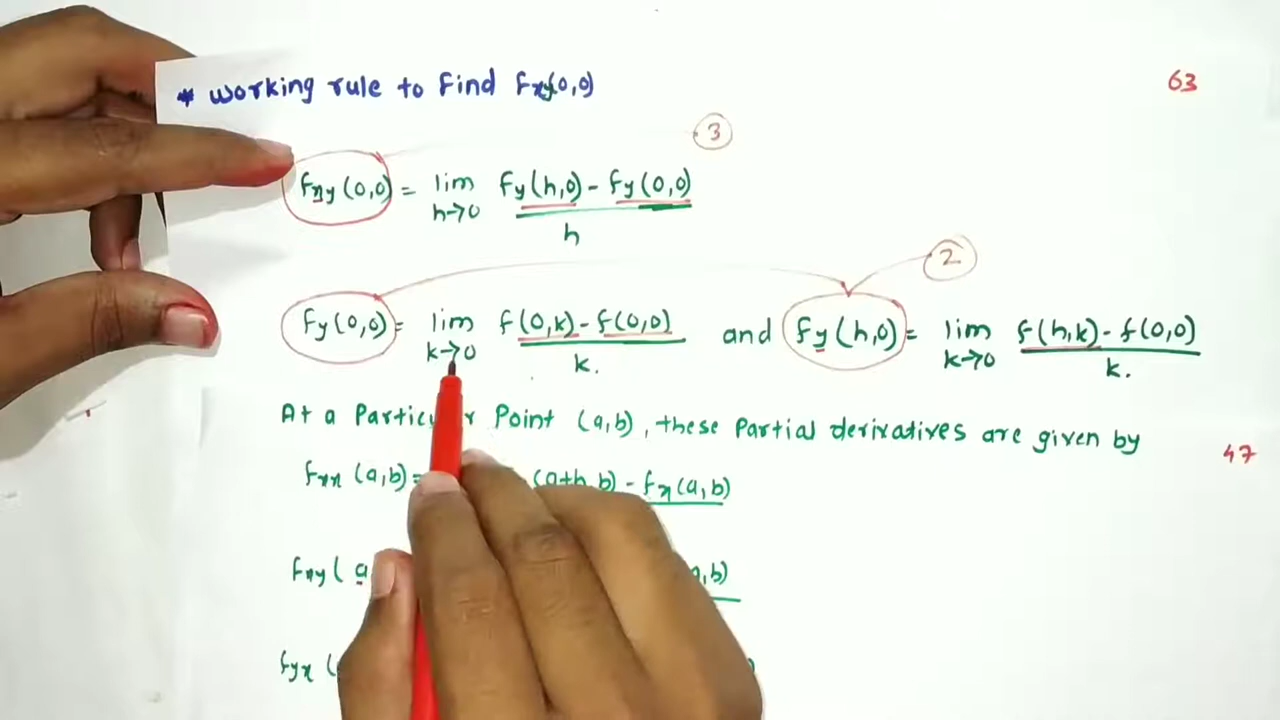 * Working rule to Find Fxy(0,0)
63
3
fxy(0,0) = lim h→0 fy(h,0) - fy(0,0)
h
2
fy(0,0) = lim k→0 f(0,k) - f(0,0) and fy(h,0) = lim k→0 f(h,k) - f(0,0)
k. k.
At a Point (a,b), these Partial derivatives are given by
47
fxx (a,b) = (a+h,b) - fx(a,b)
fxy( a ,b)
fyx (